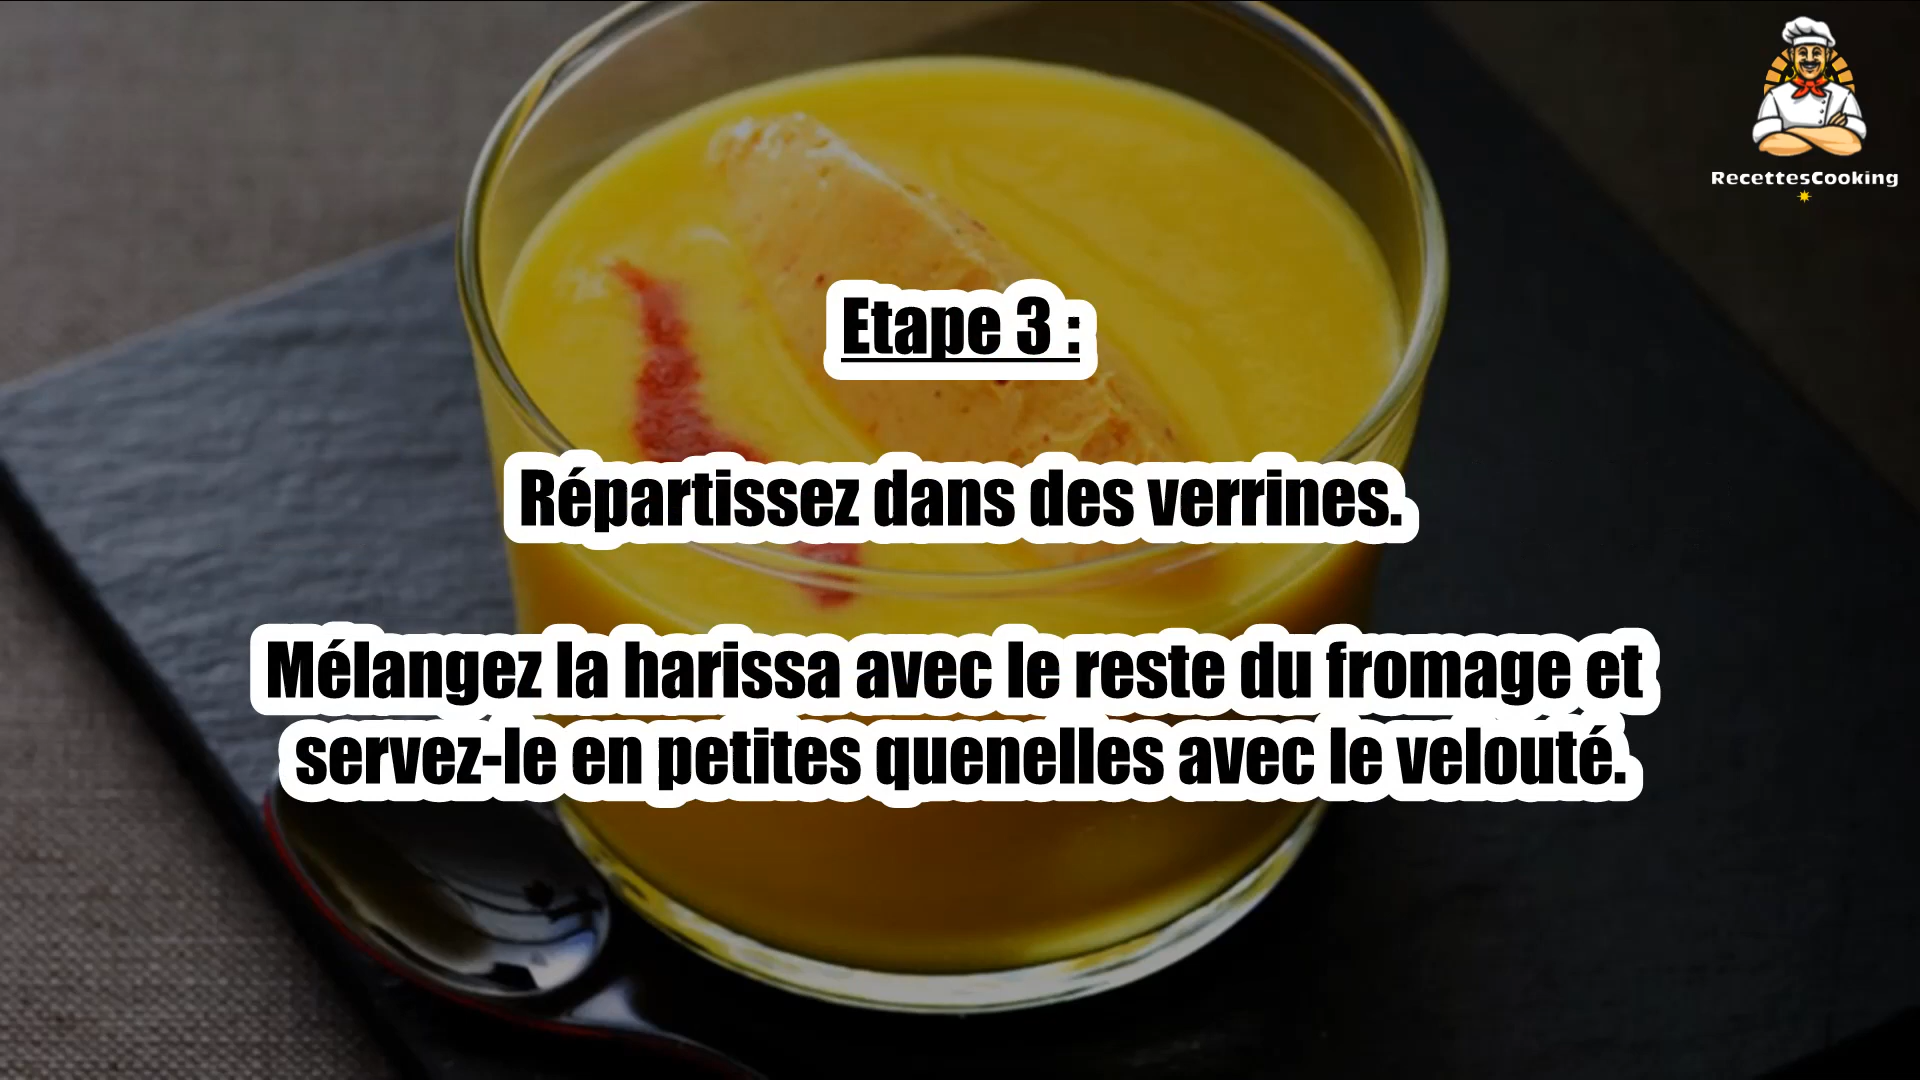 RecettesCooking
Etape 3 :
Répartissez dans des verrines.
Mélangez la harissa avec le reste du fromage et
servez-le en petites quenelles avec le velouté.